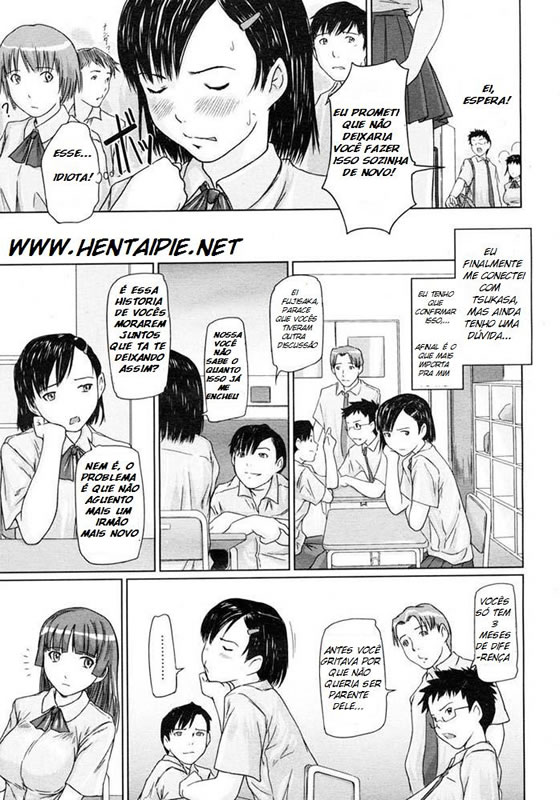 EI,
ESPERA!
EU PROMETI
QUE NÃO
DEIXARIA
VOCÊ FAZER
ISSO SOZINHA
DE NOVO!
ESSE...
IDIOTA!
?
WWW.HENTAIPIE.NET
EU
FINALMENTE
ME CONECTEI
COM
TSUKASA,
MAS AINDA
TENHO UMA
DÚVIDA...
EU TENHO
QUE
CONFIRMAR
ISSO,...
AFINAL É O
QUE MAIS
IMPORTA
PRA MIM
EI
FUJISAKA,
PARACE
QUE VOCÊS
TIVERAM
OUTRA
DISCUSSÃO
NOSSA
VOCÊ
NÃO
SABE O
QUANTO
ISSO JÁ
ME
ENCHEU
É ESSA
HISTORIA
DE VOCÊS
MORAREM
JUNTOS
QUE TÁ TE
DEIXANDO
ASSIM?
NEM É, O
PROBLEMA
É QUE NÃO
AGUENTO
MAIS UM
IRMÃO
MAIS NOVO
VOCÊS
SÓ TEM
3
MESES
DE DIFE
-RENÇA
ANTES VOCÊ
GRITAVA POR
QUE NÃO
QUERIA SER
PARENTE
DELE...
........